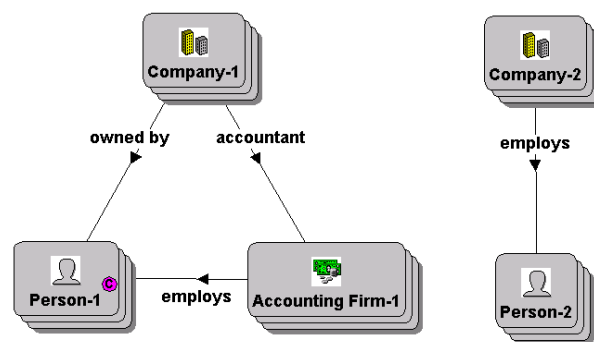 Company-1
Company-2
owned by
accountant
employs
C
Person-1
employs
Accounting Firm-1
Person-2